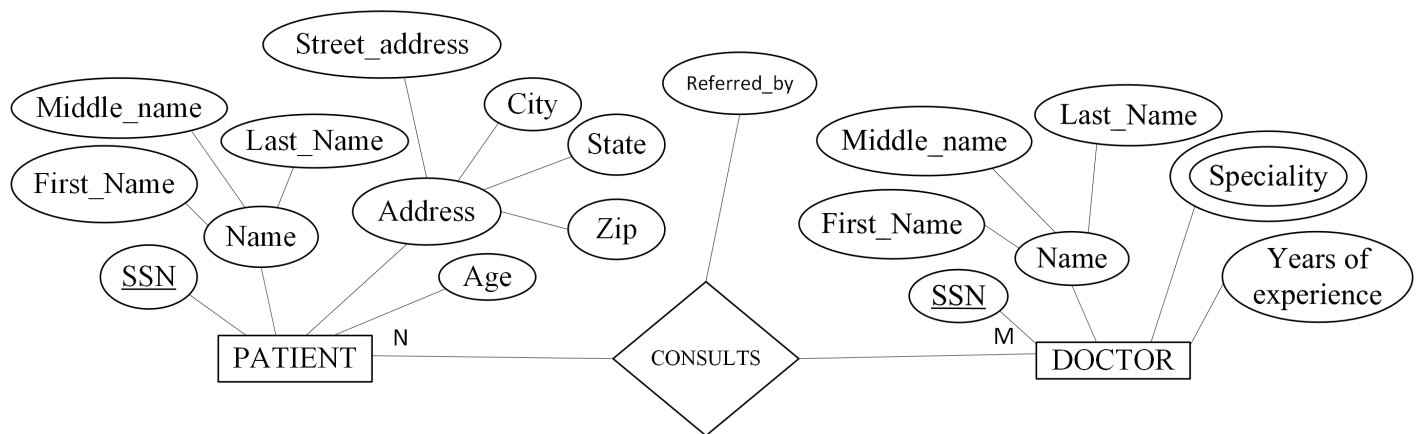 Street_address
Referred_by
City
Middle_name
Last_Name
State
First_Name
Address
Name
Zip
SSN
Age
PATIENT
N
CONSULTS
Last_Name
Middle_name
Speciality
First_Name
Name
Years of
experience
SSN
M
DOCTOR